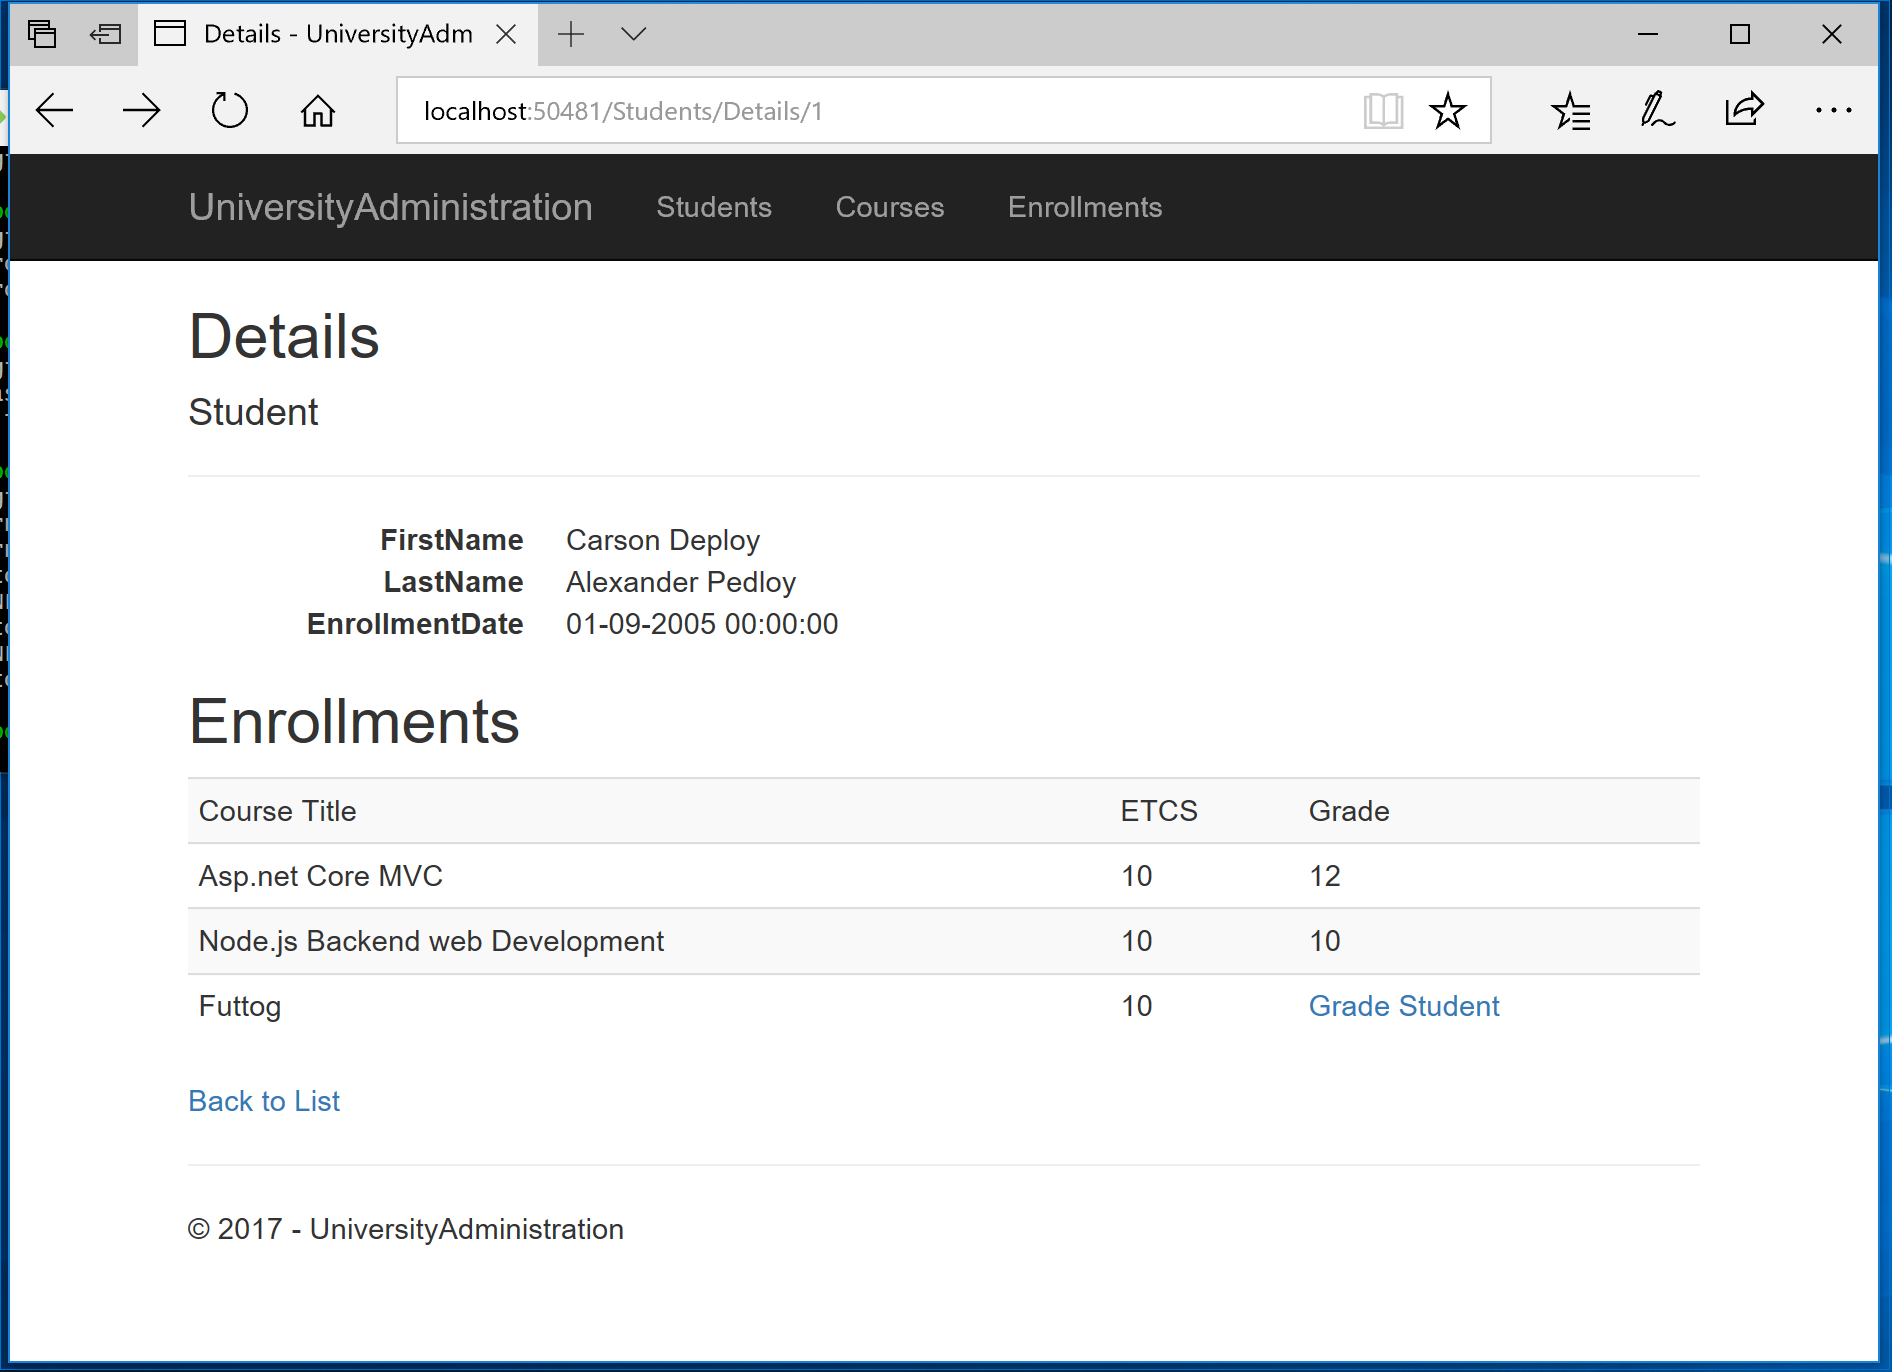 Details - UniversityAdm
localhost:50481/Students/Details/1
UniversityAdministration Students Courses Enrollments
Details
Student
FirstName Carson Deploy
LastName Alexander Pedloy
EnrollmentDate 01-09-2005 00:00:00
Enrollments
Course Title ETCS Grade
Asp.net Core MVC 10 12
Node.js Backend web Development 10 10
Futtog 10 Grade Student
Back to List
© 2017 - UniversityAdministration